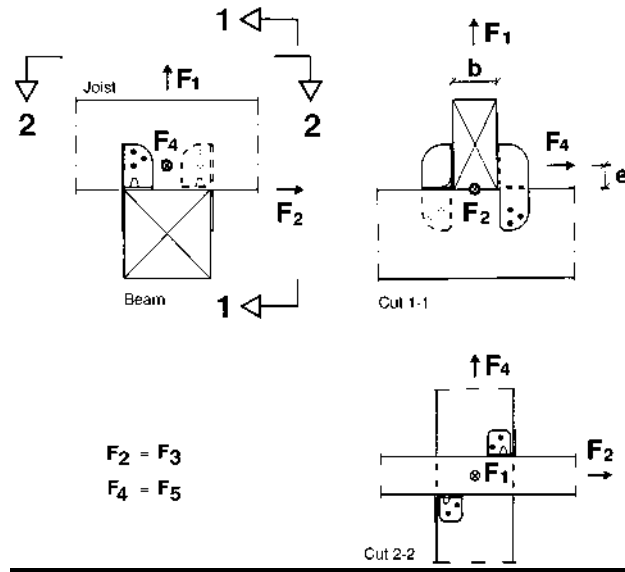 1
F1
F1
b
Joist
2
2
F4
F4
e
F2
F2
Beam
1
Cut 1-1
F4
F2 = F3
F2
F1
F4 = F5
Cut 2-2